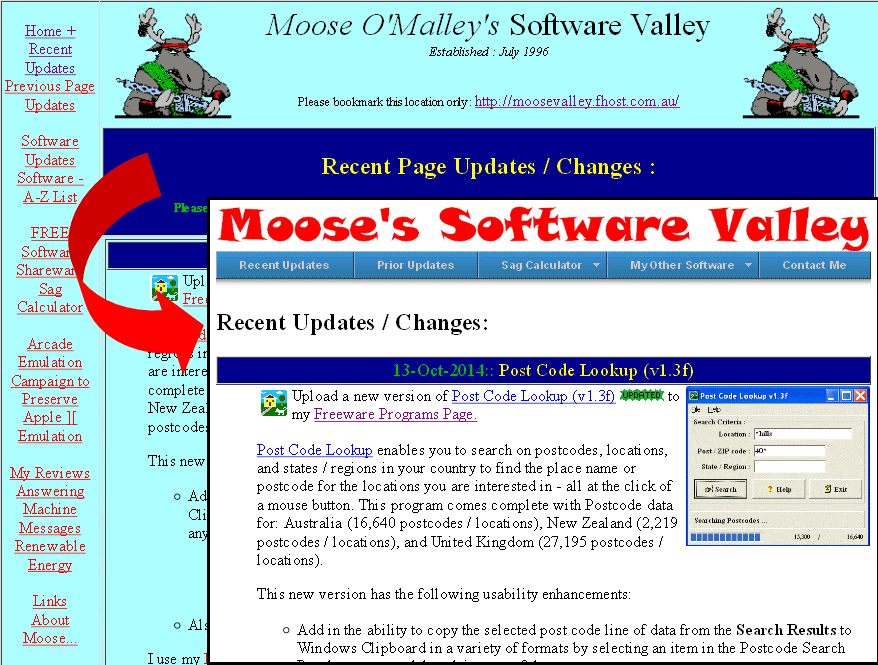 Home +
Recent
Updates
Previous Page
Updates
Software
Updates
Software -
A-Z List
FREE
Softwar
Sharewar
Sag
Calculator
Arcade
Emulation
Campaign to
Preserve
Apple ][
Emulation
My Reviews
Answering
Machine
Messages
Renewable
Energy
Links
About
Moose...
Moose O'Malley's Software Valley
Established : July 1996
Please bookmark this location only: http://moosevalley.fhost.com.au/
Recent Page Updates / Changes :
Please
Upl
Free
regions in
are intere
complete
New Zeal
postcodes
This new
Ad
Cli
any
Als
I use my
Moose's Software Valley
Recent Updates
Prior Updates
Sag Calculator
My Other Software
Contact Me
Recent Updates / Changes:
13-Oct-2014:: Post Code Lookup (v1.3f)
Upload a new version of Post Code Lookup (v1.3f) UPDATED to
my Freeware Programs Page.
Post Code Lookup enables you to search on postcodes, locations,
and states / regions in your country to find the place name or
postcode for the locations you are interested in - all at the click of
a mouse button. This program comes complete with Postcode data
for: Australia (16,640 postcodes / locations), New Zealand (2,219
postcodes / locations), and United Kingdom (27,195 postcodes /
locations).
This new version has the following usability enhancements:
Add in the ability to copy the selected post code line of data from the Search Results to
Windows Clipboard in a variety of formats by selecting an item in the Postcode Search
Post Code Lookup v1.3f
File Help
Search Criteria :
Location : *hills
Post / ZIP code : 40*
State / Region :
Search
? Help
Exit
Searching Postcodes ...
15,200 / 16,640